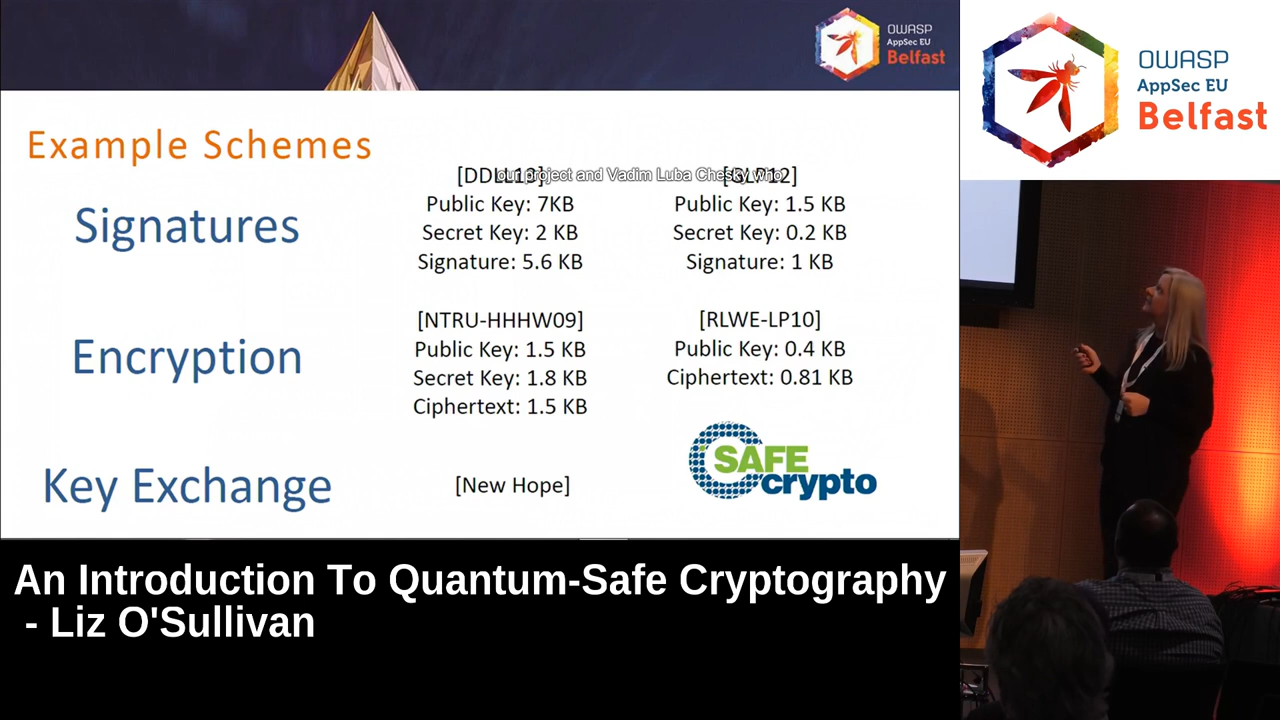 OWASP
AppSec EU
Belfast
OWASP
AppSec EU
Belfast
Example Schemes
our project and Vadim Luba Chesky who
Signatures
[DDLL13]
Public Key: 7KB
Secret Key: 2 KB
Signature: 5.6 KB
[GLP12]
Public Key: 1.5 KB
Secret Key: 0.2 KB
Signature: 1 KB
Encryption
[NTRU-HHHW09]
Public Key: 1.5 KB
Secret Key: 1.8 KB
Ciphertext: 1.5 KB
[RLWE-LP10]
Public Key: 0.4 KB
Ciphertext: 0.81 KB
Key Exchange
[New Hope]
SAFE
crypto
An Introduction To Quantum-Safe Cryptography
- Liz O'Sullivan